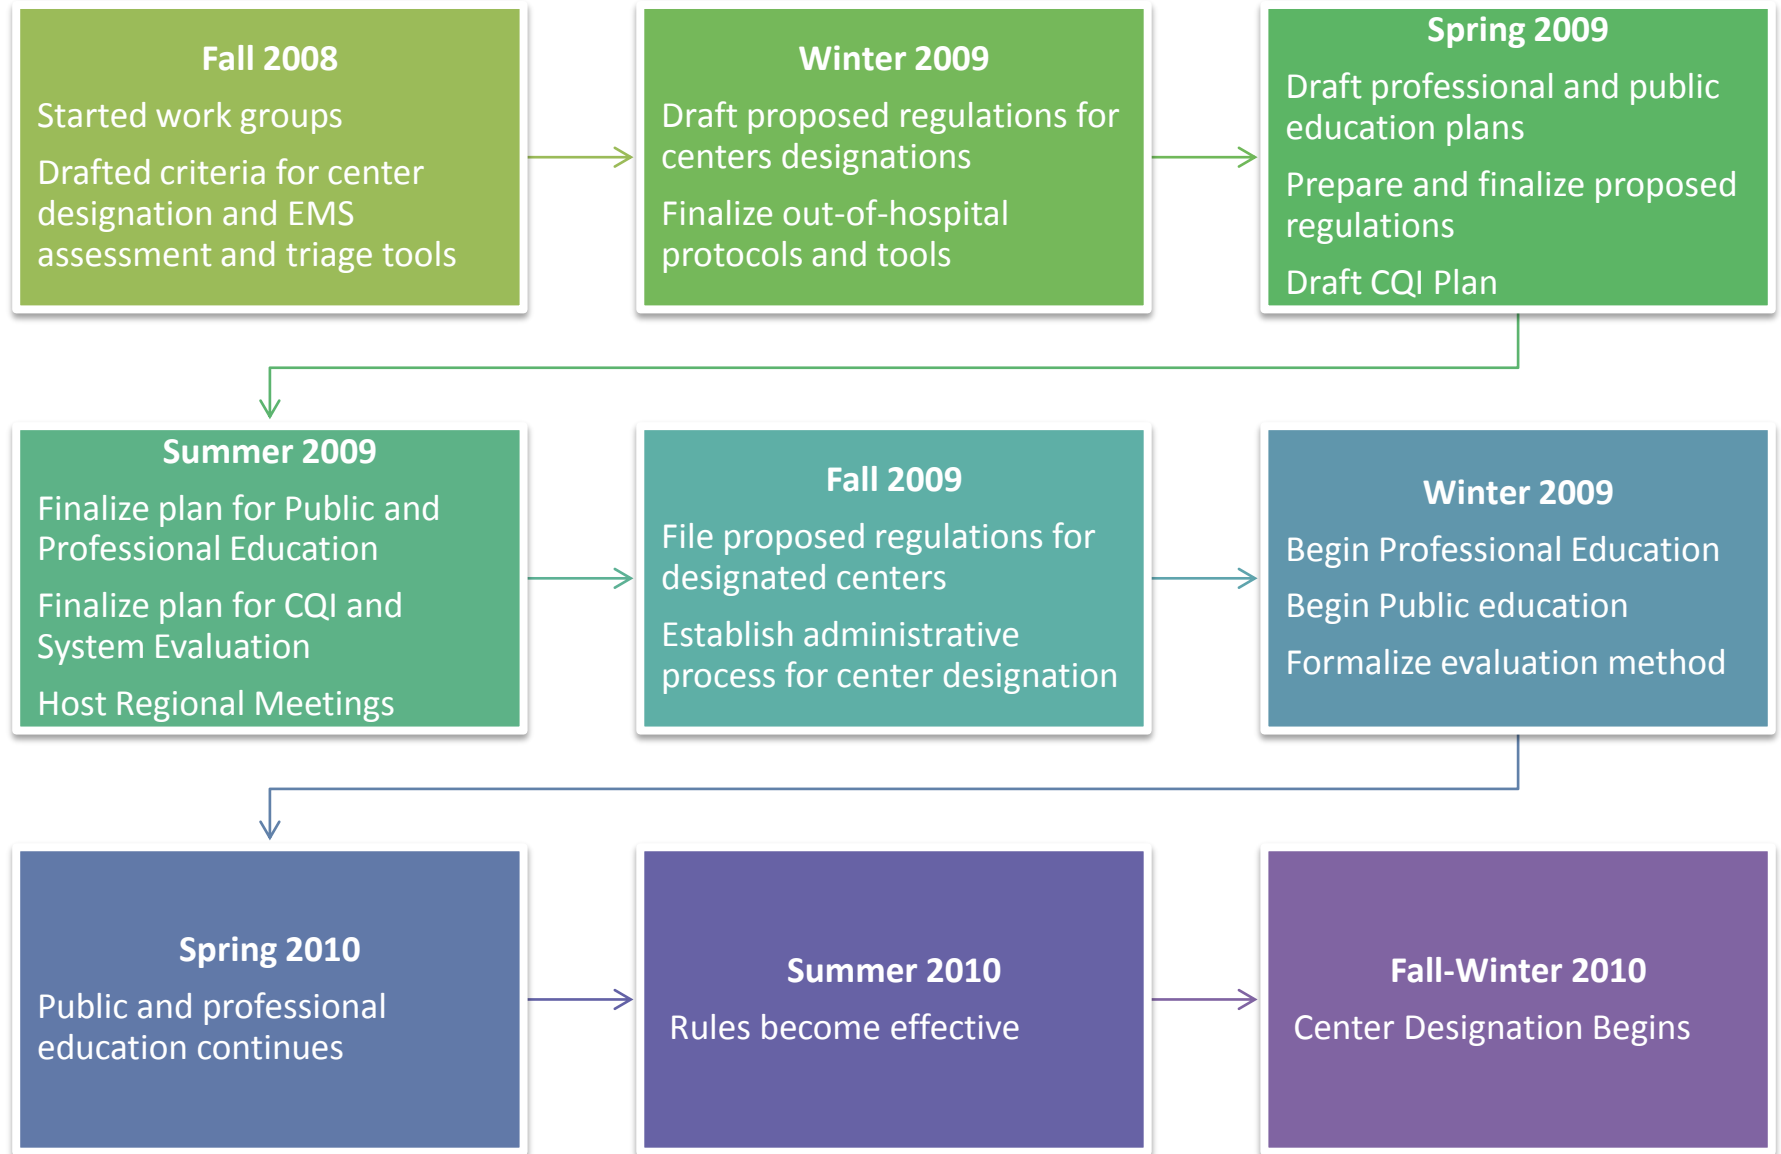 Fall 2008
Started work groups
Drafted criteria for center
designation and EMS
assessment and triage tools
Winter 2009
Draft proposed regulations for
centers designations
Finalize out-of-hospital
protocols and tools
Spring 2009
Draft professional and public
education plans
Prepare and finalize proposed
regulations
Draft CQI Plan
Summer 2009
Finalize plan for Public and
Professional Education
Finalize plan for CQI and
System Evaluation
Host Regional Meetings
Fall 2009
File proposed regulations for
designated centers
Establish administrative
process for center designation
Winter 2009
Begin Professional Education
Begin Public education
Formalize evaluation method
Spring 2010
Public and professional
education continues
Summer 2010
Rules become effective
Fall-Winter 2010
Center Designation Begins